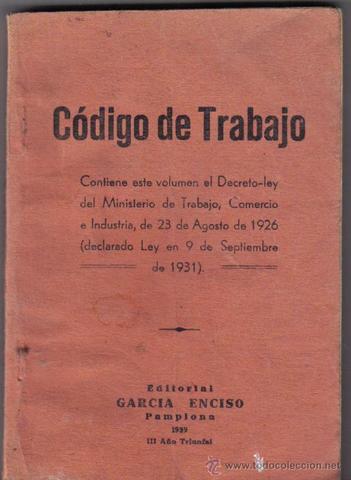 Código de Trabajo
Contiene este volumen el Decreto-ley
del Ministerio de Trabajo, Comercio
e Industria, de 23 de Agosto de 1926
(declarado Ley en 9 de Septiembre
de 1931).
Editorial
GARCIA ENCISO
Pamplona
1939
III Año Triunfal
© www.todocoleccion.net